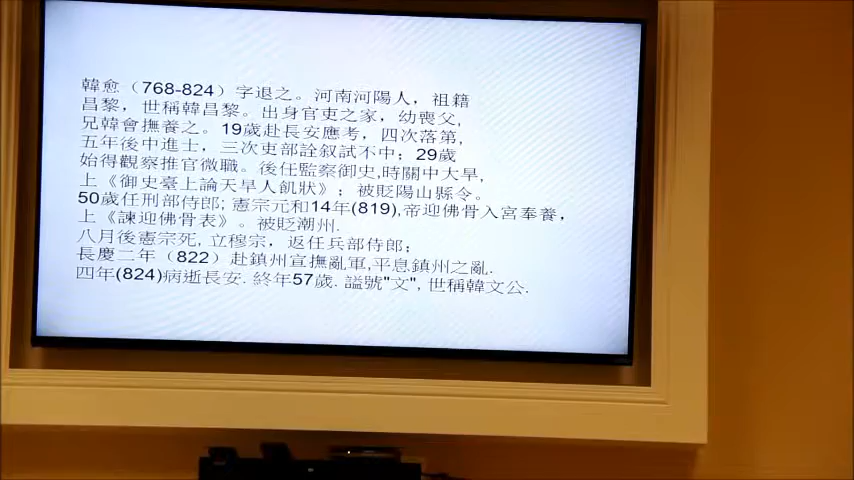 韓愈（768-824）字退之。河南河陽人，祖籍
昌黎，世稱韓昌黎。出身官吏之家，幼喪父，
兄韓會撫養之。19歲赴長安應考，四次落第，
五年後中進士，三次吏部詮叙試不中；29歲
始得觀察推官微職。後任監察御史,時關中大旱,
上《御史臺上論天旱人飢狀》；被貶陽山縣令。
50歲任刑部侍郎; 憲宗元和14年(819),帝迎佛骨入宮奉養，
上《諫迎佛骨表》。被貶潮州.
八月後憲宗死, 立穆宗，返任兵部侍郎；
長慶二年（822）赴鎮州宣撫亂軍,平息鎮州之亂.
四年(824)病逝長安. 終年57歲. 謚號"文", 世稱韓文公.